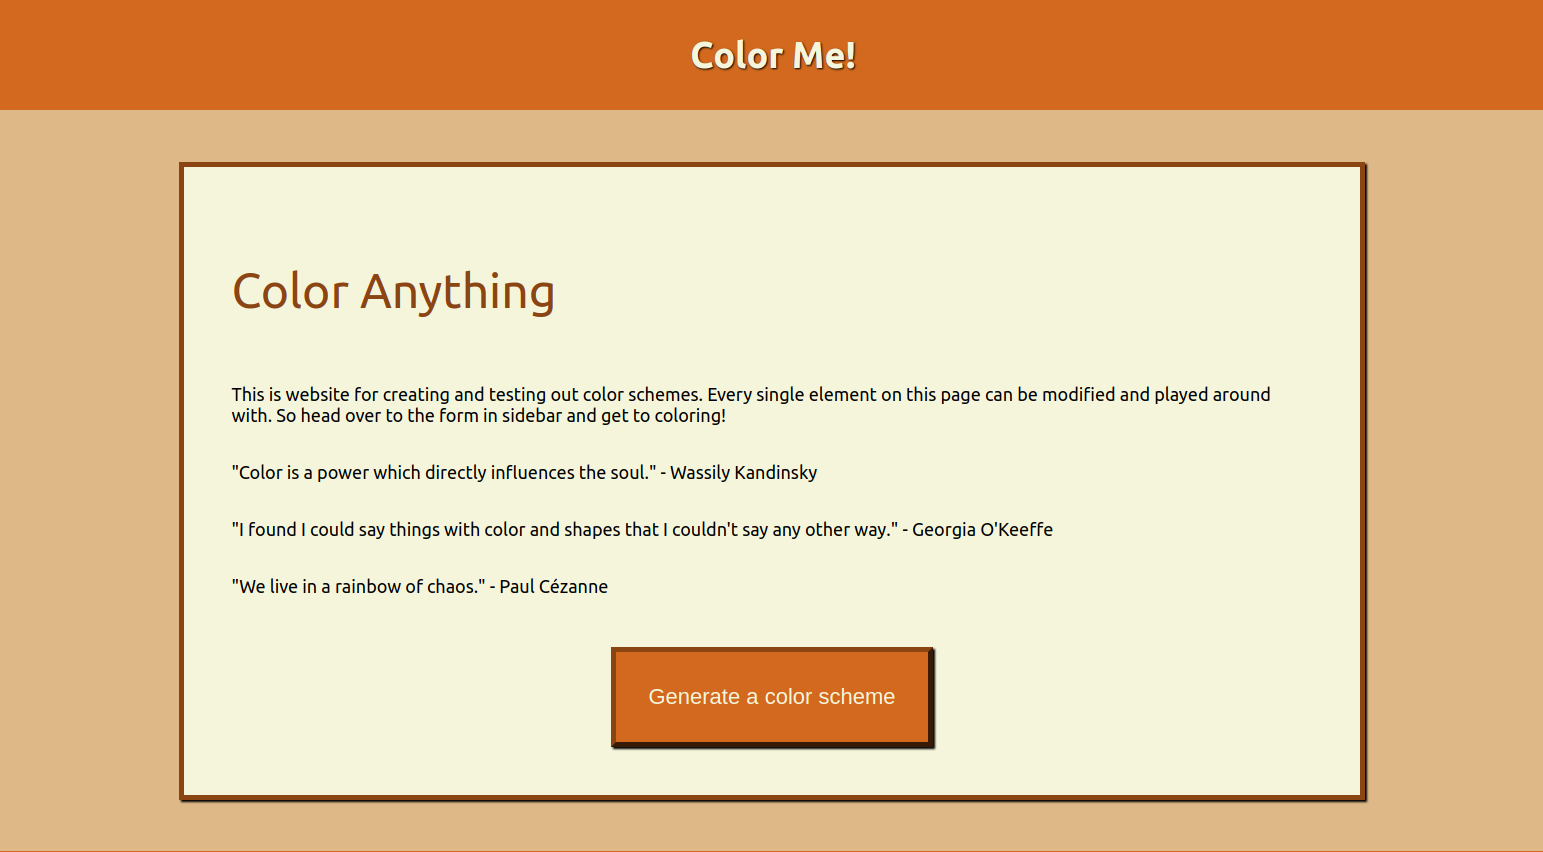 Color Me!
Color Anything
This is website for creating and testing out color schemes. Every single element on this page can be modified and played around
with. So head over to the form in sidebar and get to coloring!
"Color is a power which directly influences the soul." - Wassily Kandinsky
"I found I could say things with color and shapes that I couldn't say any other way." - Georgia O'Keeffe
"We live in a rainbow of chaos." - Paul Cézanne
Generate a color scheme